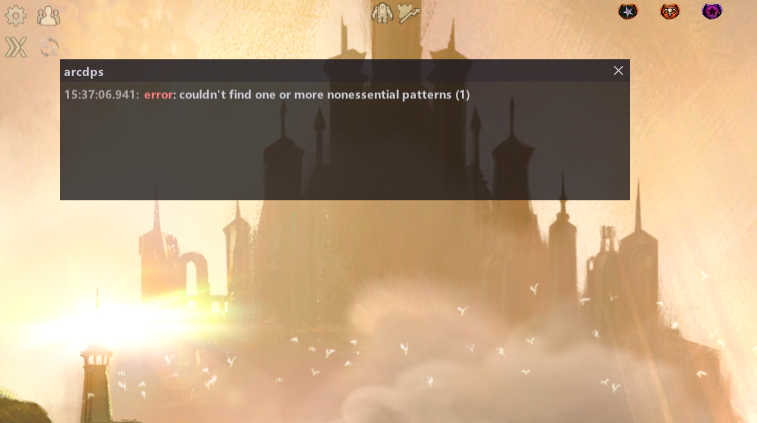 arcdps
15:37:06.941: error: couldn't find one or more nonessential patterns (1)